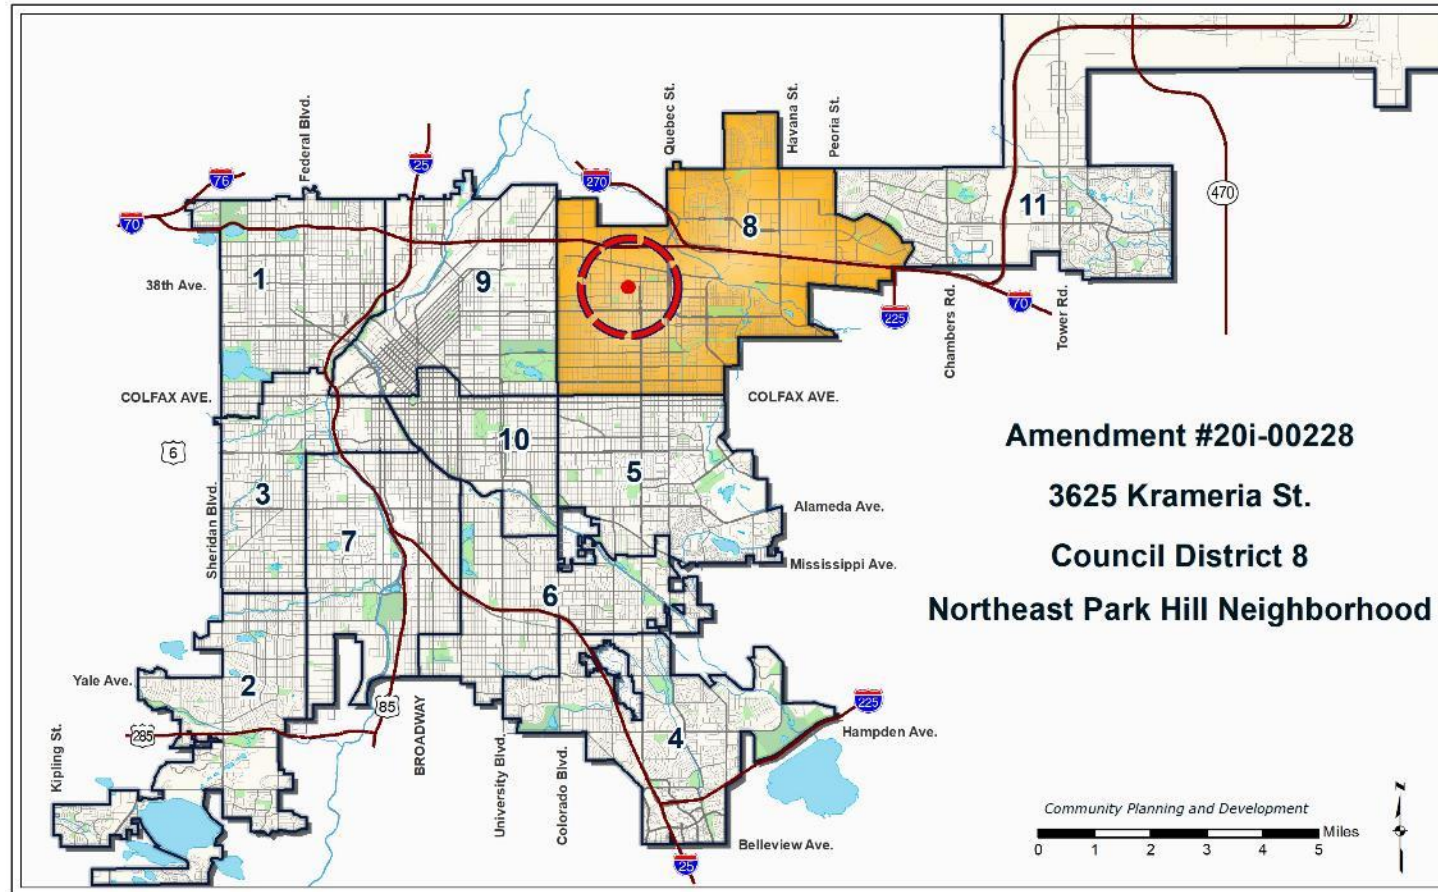 Federal Blvd.
Quebec St.
Havana St.
Peoria St.
76
25
270
70
470
8
11
1
9
38th Ave.
225
70
Chambers Rd.
Tower Rd.
COLFAX AVE.
COLFAX AVE.
6
10
5
3
Sheridan Blvd.
7
Alameda Ave.
Mississippi Ave.
6
Amendment #20i-00228
3625 Krameria St.
Council District 8
Northeast Park Hill Neighborhood
Yale Ave.
2
85
BROADWAY
225
Hampden Ave.
285
Kipling St.
4
University Blvd.
Colorado Blvd.
Belleview Ave.
25
Community Planning and Development
Miles
0 1 2 3 4 5
N